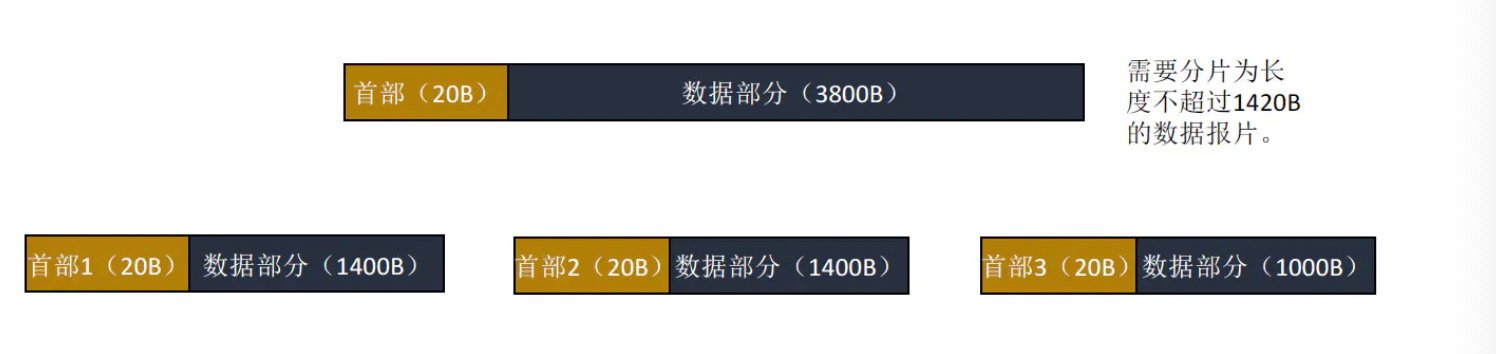 首部（20B）
数据部分（3800B）
需要分片为长
度不超过1420B
的数据报片。
首部1（20B）
数据部分（1400B）
首部2（20B）
数据部分（1400B）
首部3（20B）
数据部分（1000B）